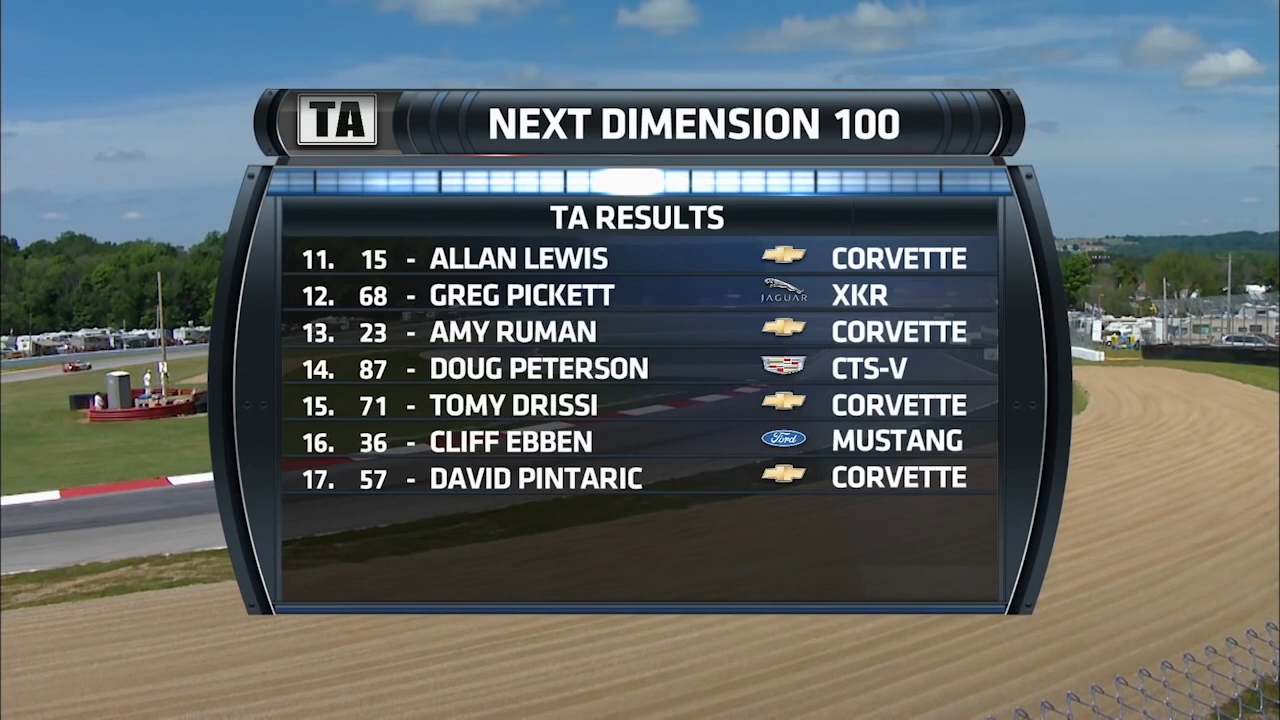 TA NEXT DIMENSION 100
TA RESULTS
11. 15 - ALLAN LEWIS CORVETTE
12. 68 - GREG PICKETT JAGUAR XKR
13. 23 - AMY RUMAN CORVETTE
14. 87 - DOUG PETERSON CTS-V
15. 71 - TOMY DRISSI CORVETTE
16. 36 - CLIFF EBBEN Ford MUSTANG
17. 57 - DAVID PINTARIC CORVETTE